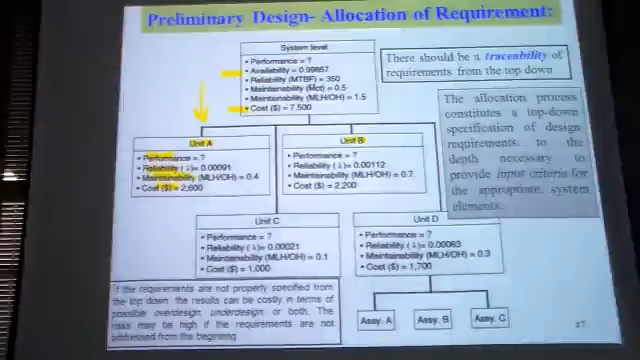 Preliminary Design- Allocation of Requirement:
System level
• Performance = ?
• Availability = 0.99857
• Reliability (MTBF) = 350
• Maintainability (Mct) = 0.5
• Maintainability (MLH/OH) = 1.5
• Cost ($) = 7,500
There should be a traceability of
requirements from the top down
The allocation process
constitutes a top-down
specification of design
requirements to the
depth necessary to
provide input criteria for
the appropriate system
elements.
Unit A
• Performance = ?
• Reliability (λ)= 0.00091
• Maintainability (MLH/OH) = 0.4
• Cost ($) = 2,600
Unit B
• Performance = ?
• Reliability (λ)= 0.00112
• Maintainability (MLH/OH) = 0.7
• Cost ($) = 2,200
Unit C
• Performance = ?
• Reliability (λ)= 0.00021
• Maintainability (MLH/OH) = 0.1
• Cost ($) = 1,000
Unit D
• Performance = ?
• Reliability (λ)= 0.00063
• Maintainability (MLH/OH) = 0.3
• Cost ($) = 1,700
If the requirements are not properly specified from
the top down, the results can be costly in terms of
possible overdesign, underdesign, or both. The
risks may be high if the requirements are not
addressed from the beginning
Assy. A
Assy. B
Assy. C